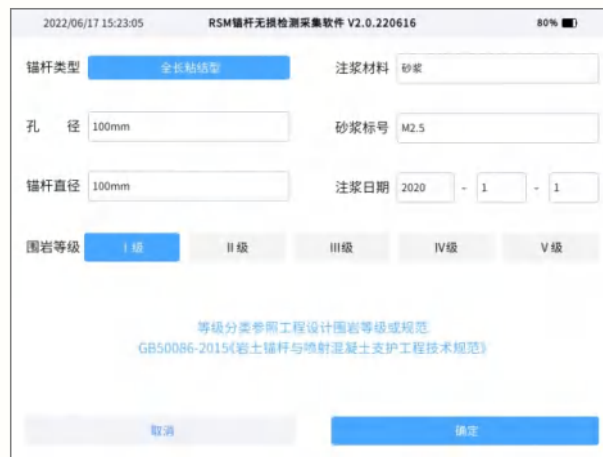 2022/06/17 15:23:05 RSM锚杆无损检测采集软件 V2.0.220616 80%
锚杆类型 全长粘结型 注浆材料 砂浆
孔 径 100mm 砂浆标号 M2.5
锚杆直径 100mm 注浆日期 2020 - 1 - 1
围岩等级 I 级 II 级 III级 IV级 V 级
等级分类参照工程设计围岩等级或规范
GB50086-2015《岩土锚杆与喷射混凝土支护工程技术规范》
取消 确定